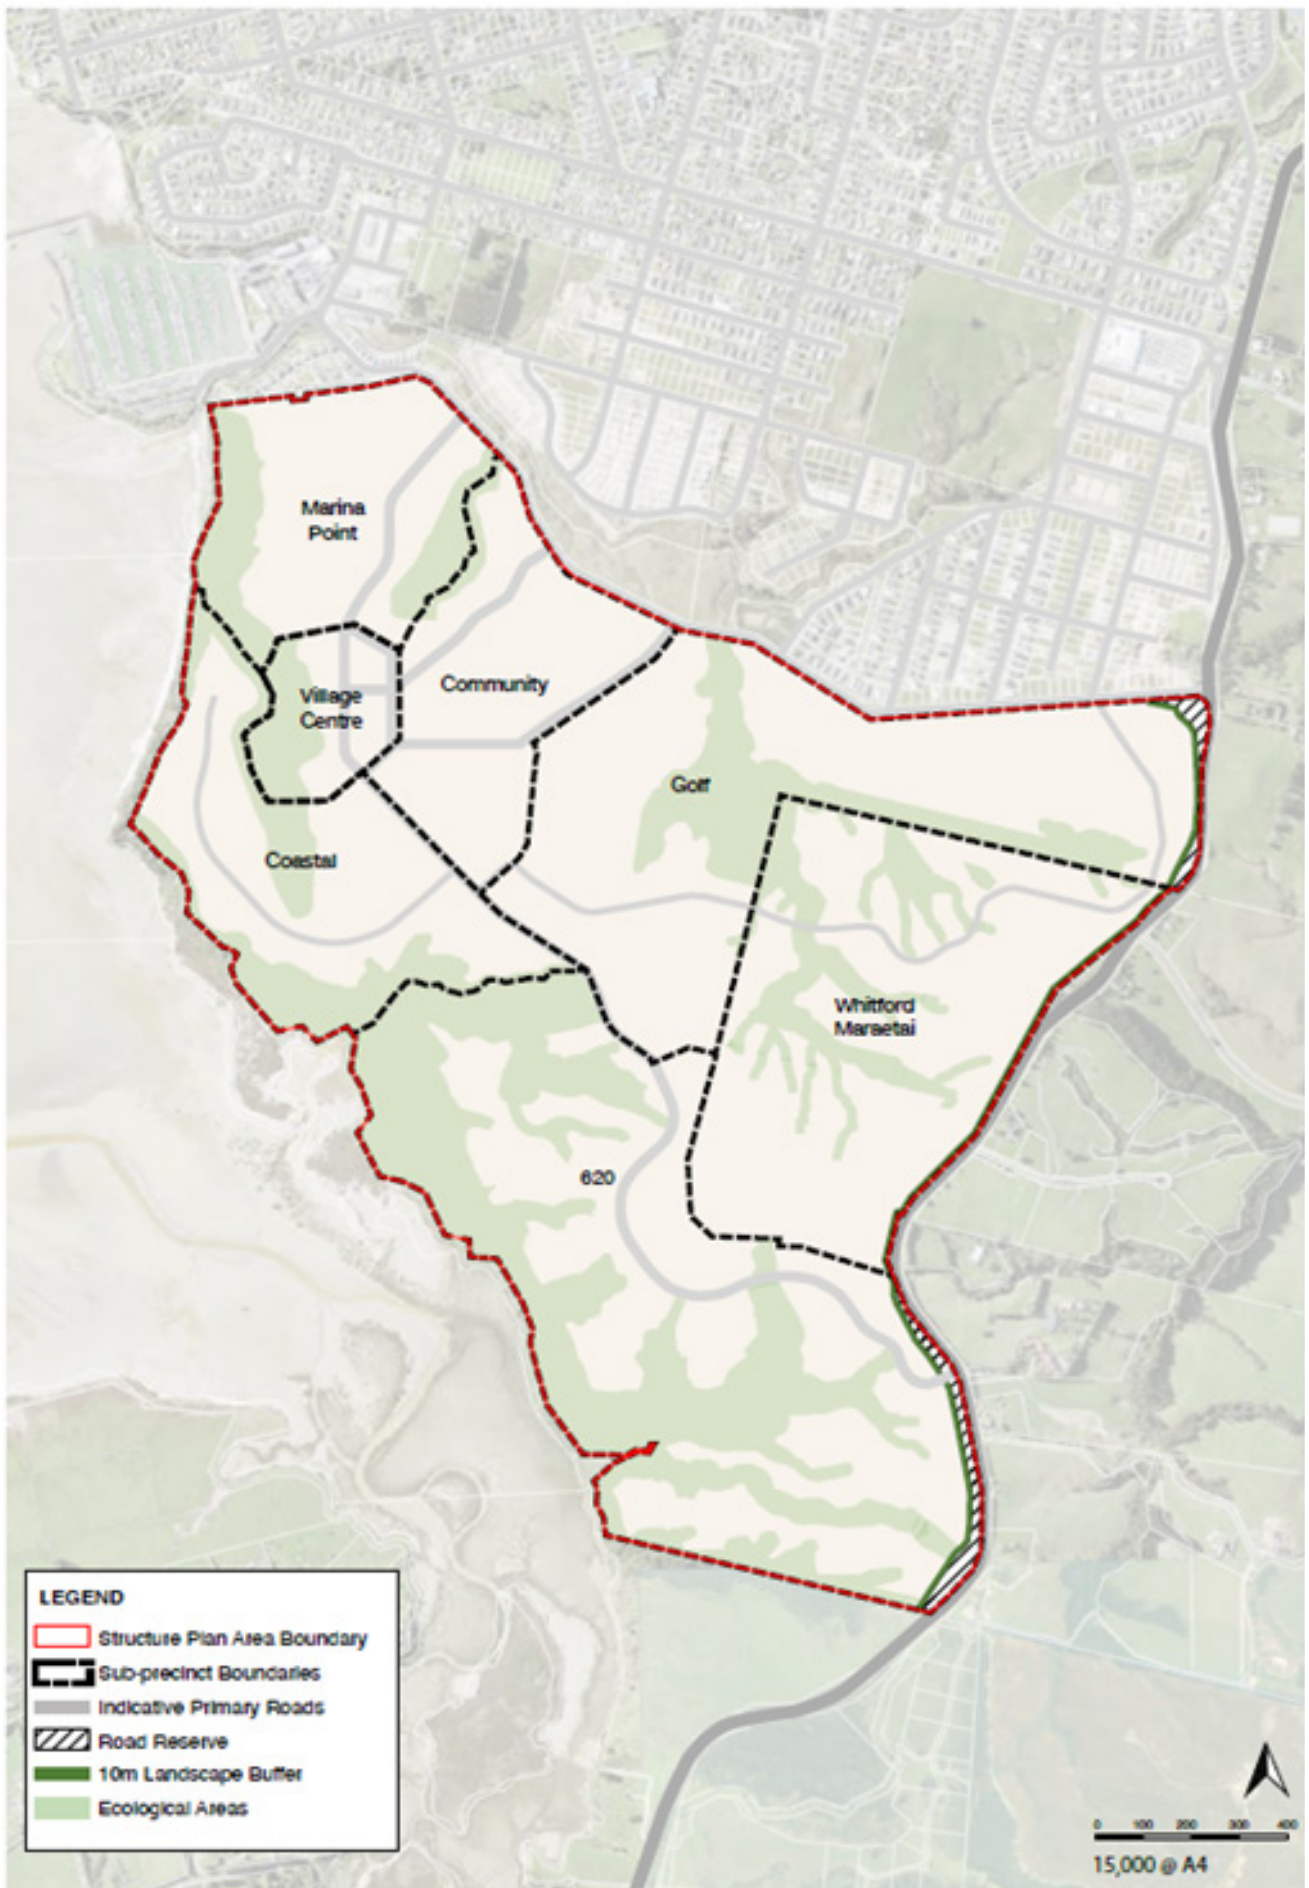 Marina
Point
Village
Centre
Community
Golf
Coastal
Whitford
Maraetai
620
LEGEND
Structure Plan Area Boundary
Sub-precinct Boundaries
Indicative Primary Roads
Road Reserve
10m Landscape Buffer
Ecological Areas
0 100 200 300 400
15,000 @ A4